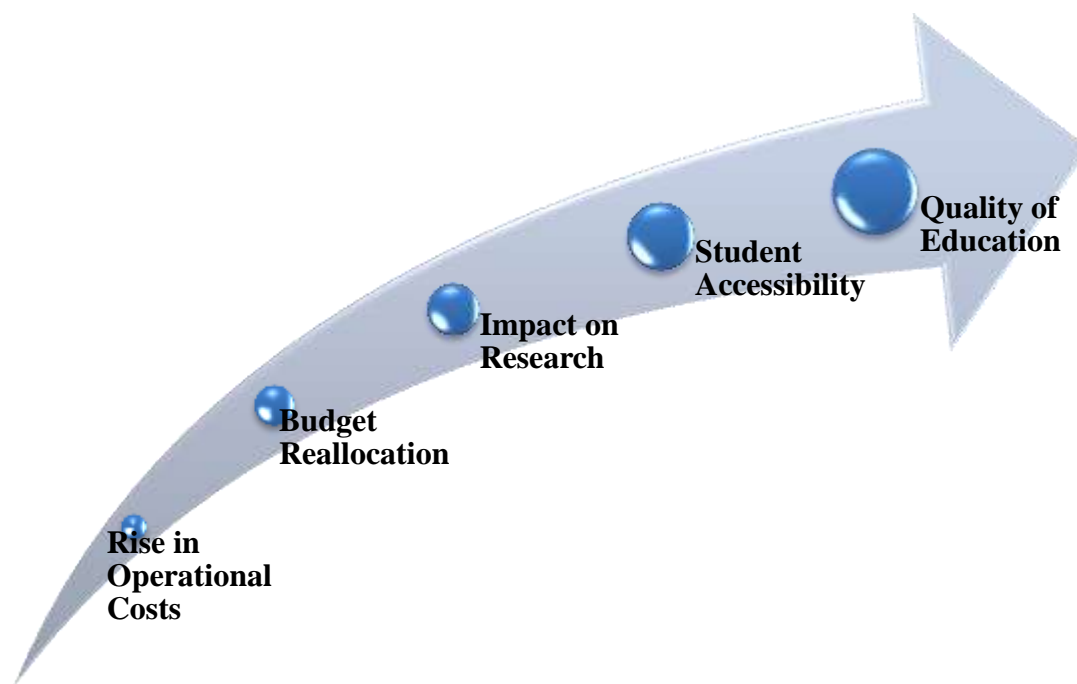 Quality of
Education
Student
Accessibility
Impact on
Research
Budget
Reallocation
Rise in
Operational
Costs